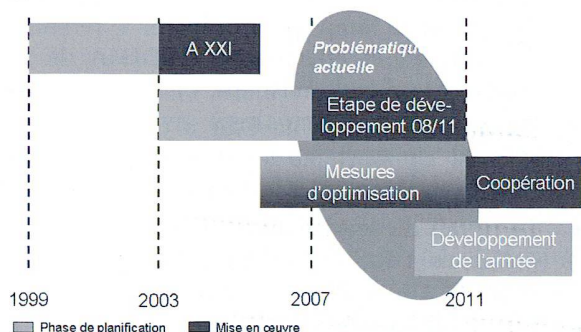 A XXI
Problématique
actuelle
Etape de déve-
loppement 08/11
Mesures
d'optimisation
Coopération
Développement
de l'armée
1999
2003
2007
2011
Phase de planification
Mise en œuvre